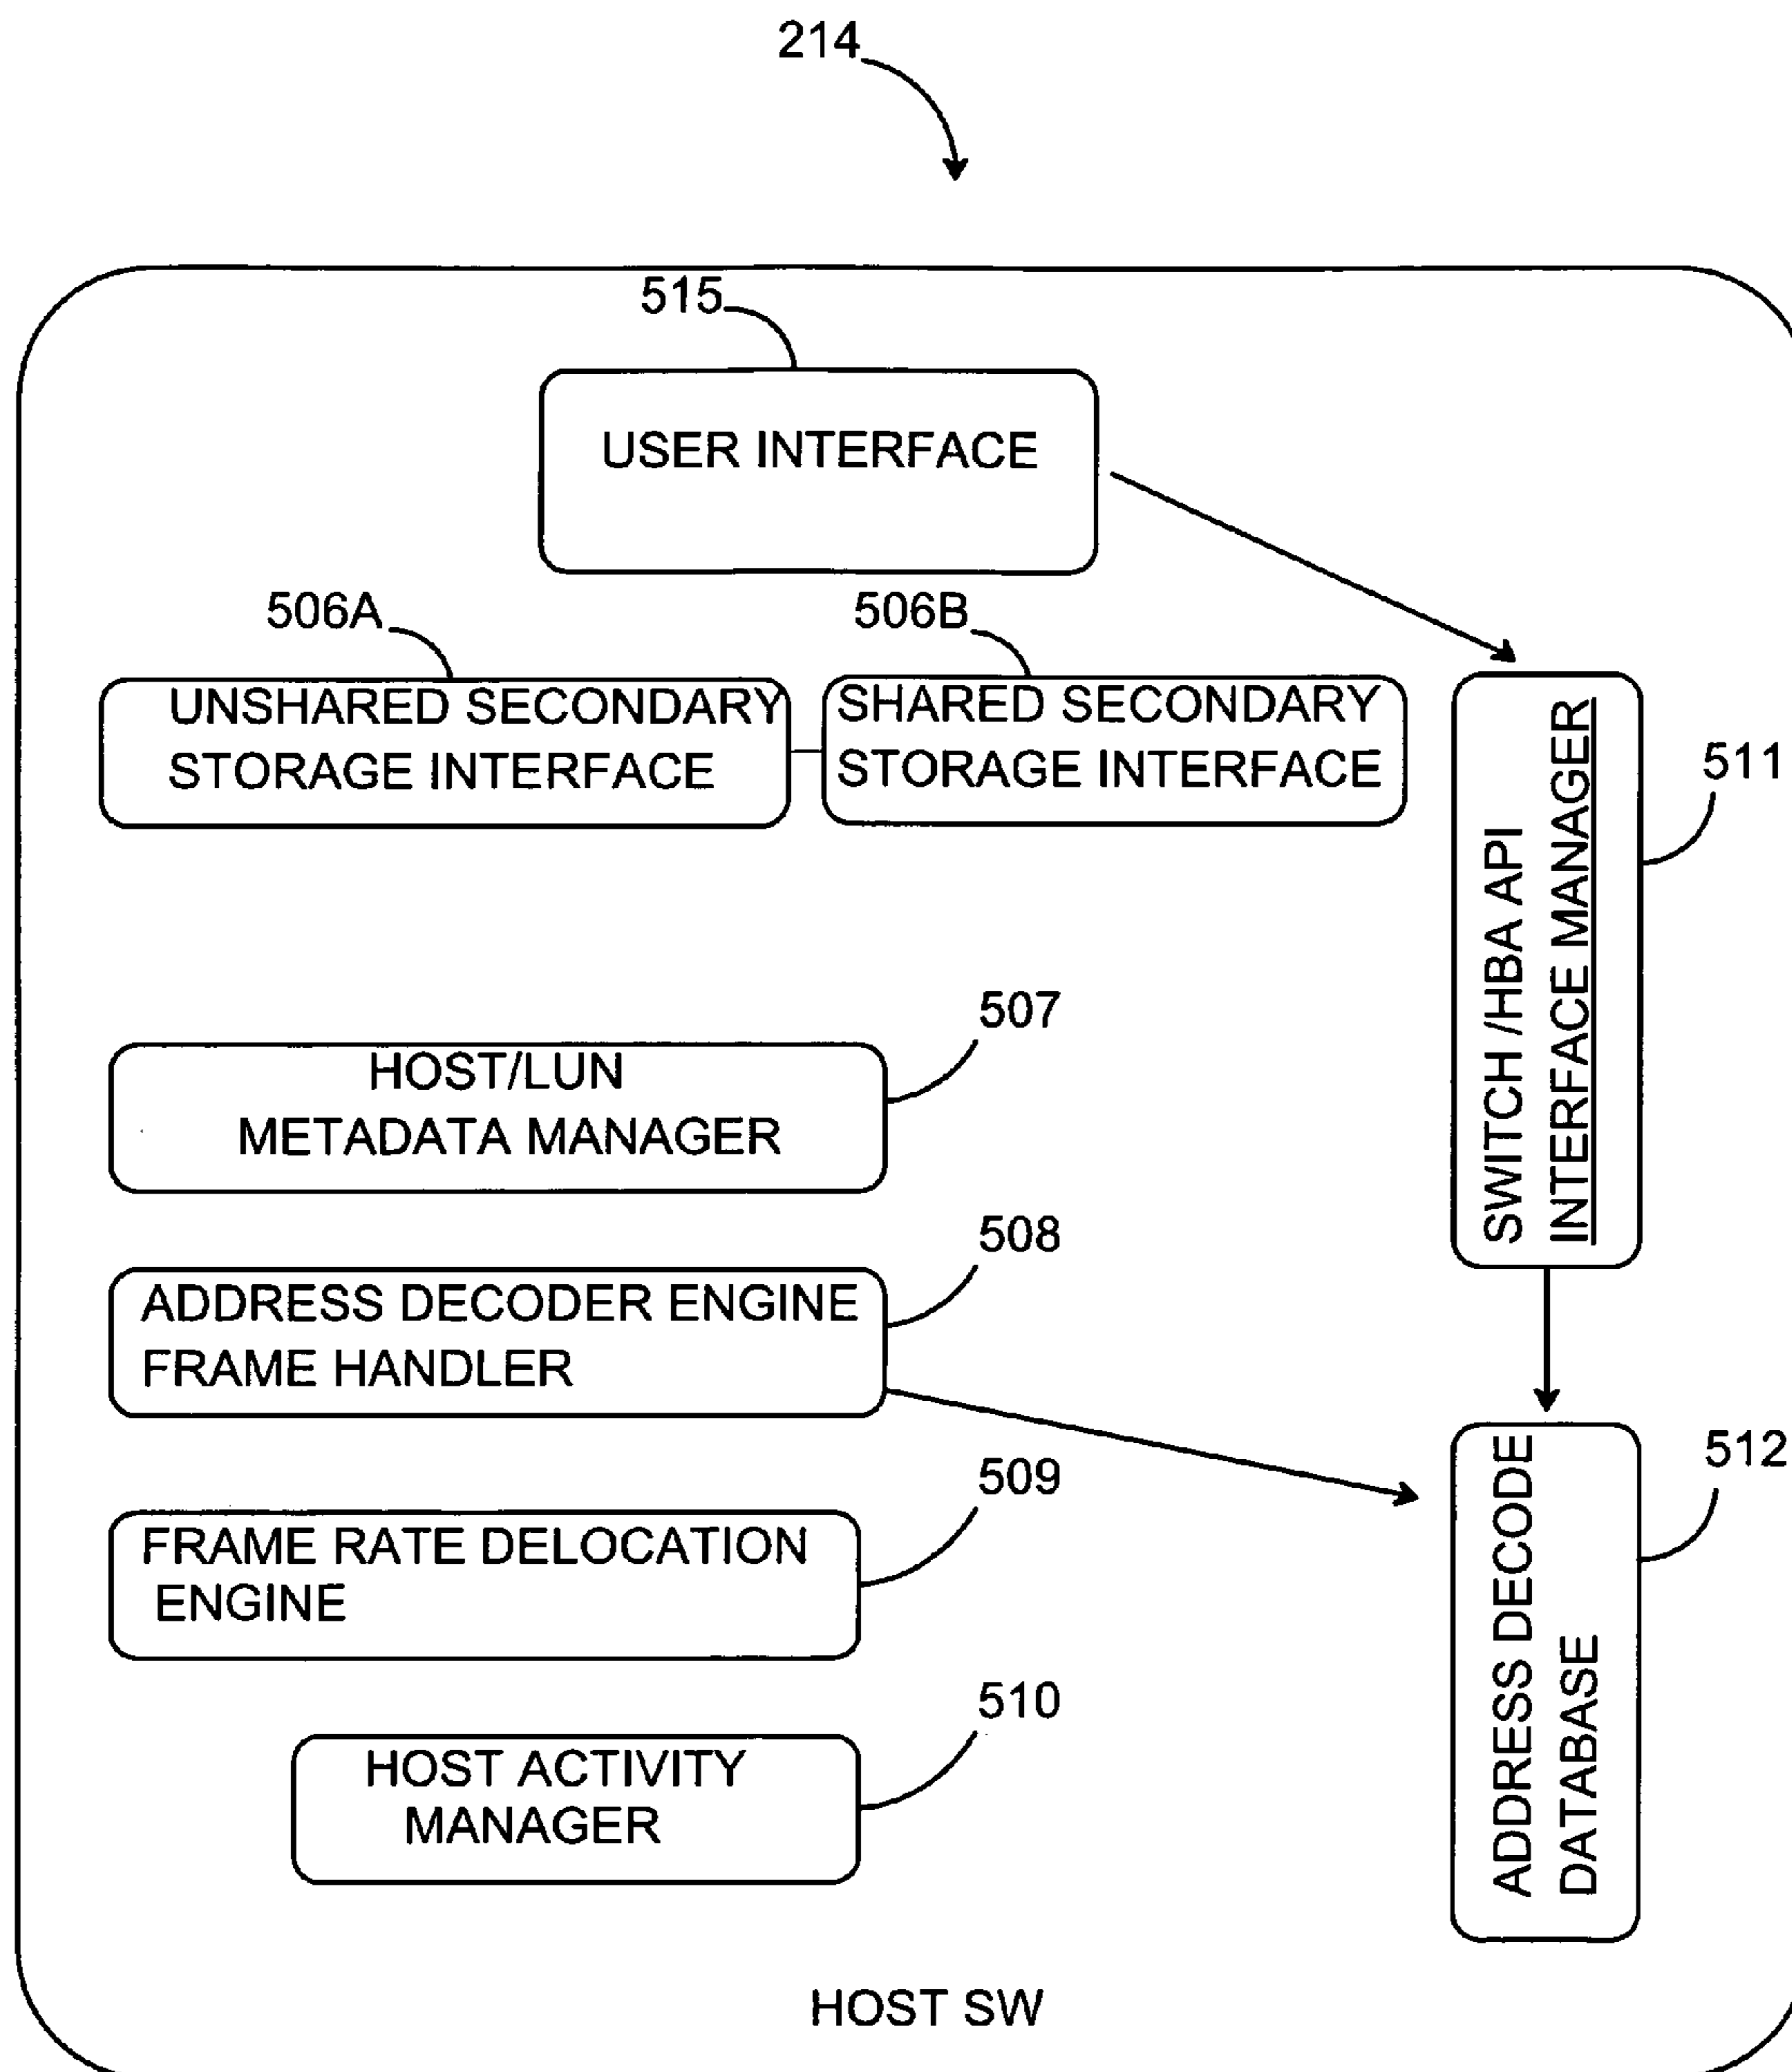 214
515
USER INTERFACE
506A
506B
UNSHARED SECONDARY
STORAGE INTERFACE
SHARED SECONDARY
STORAGE INTERFACE
SWITCH /HBA API
INTERFACE MANAGER
511
507
HOST/LUN
METADATA MANAGER
508
ADDRESS DECODER ENGINE
FRAME HANDLER
509
FRAME RATE DELOCATION
ENGINE
510
HOST ACTIVITY
MANAGER
ADDRESS DECODE
DATABASE
512
HOST SW